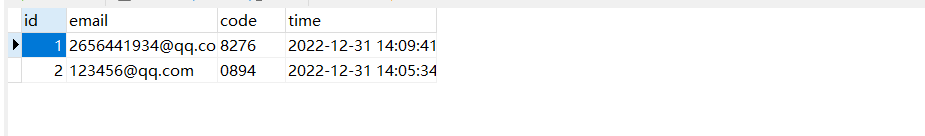 id email code time
1 2656441934@qq.co 8276 2022-12-31 14:09:41
2 123456@qq.com 0894 2022-12-31 14:05:34